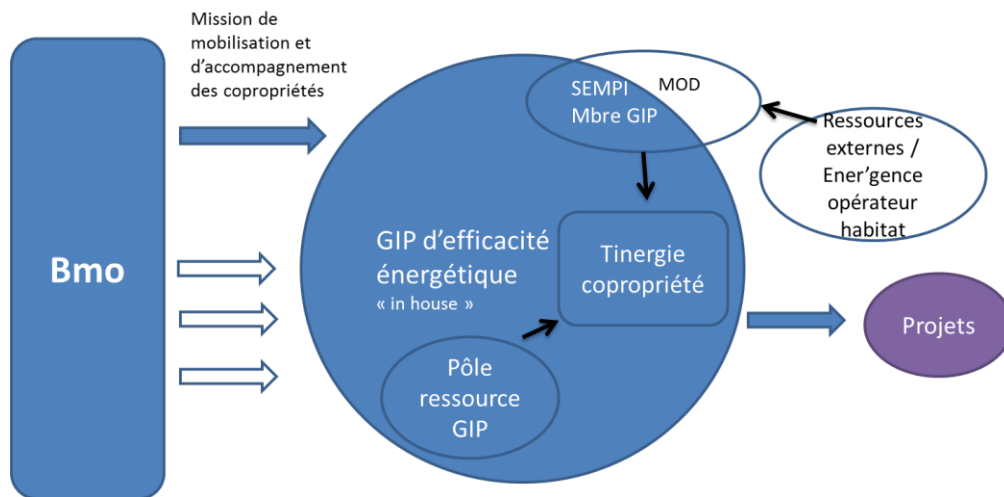 Mission de
mobilisation et
d’accompagnement
des copropriétés
Bmo
SEMPI
Mbre GIP
MOD
Ressources
externes /
Ener’gence
opérateur
habitat
GIP d’efficacité
énergétique
« in house »
Tinergie
copropriété
Pôle
ressource
GIP
Projets